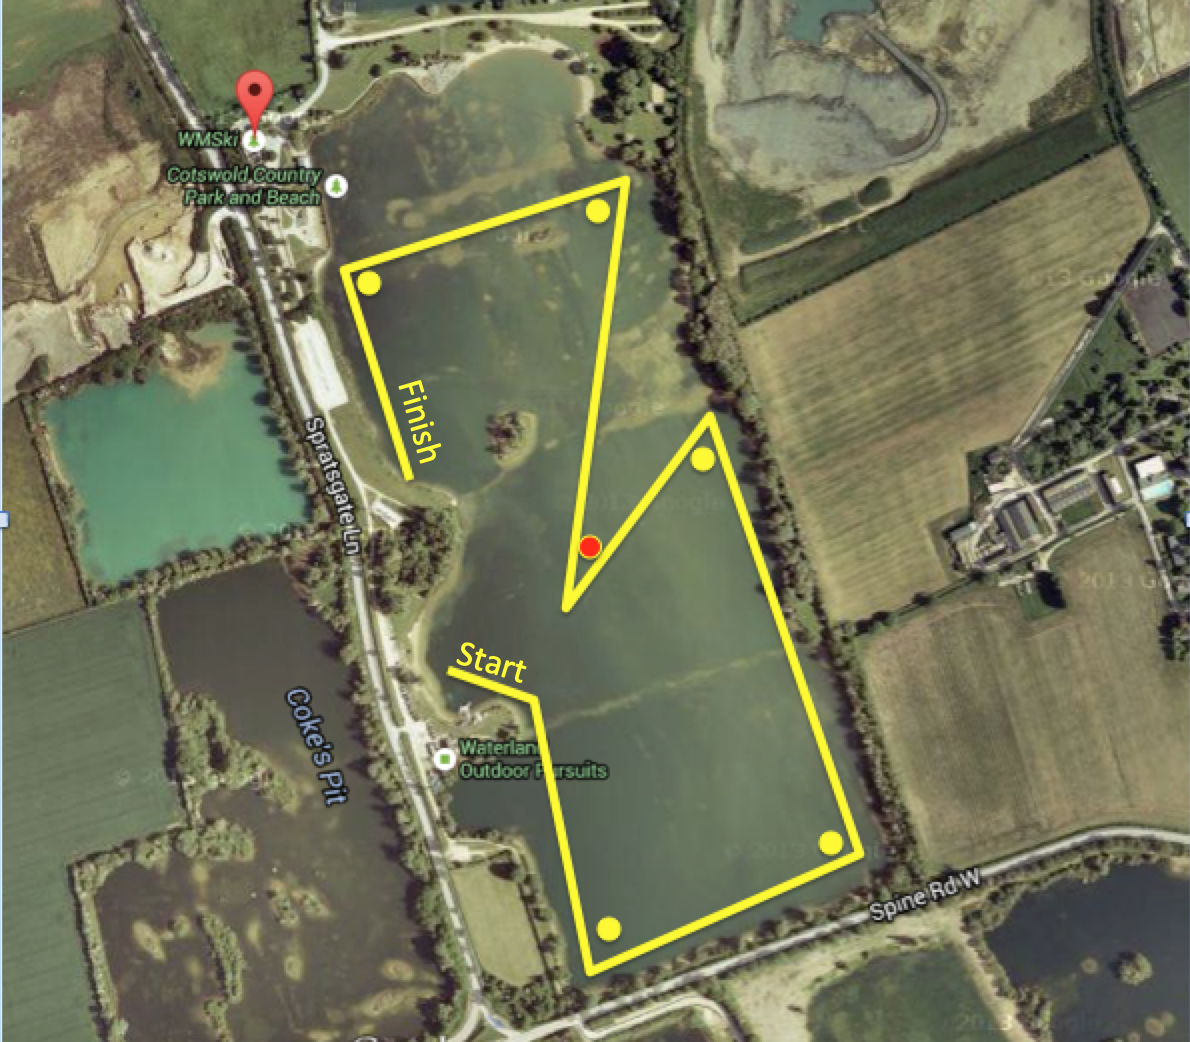 WMSki
Cotswold Country
Park and Beach
Finish
Spratsgate Ln
Start
Waterland
Outdoor Pursuits
Coke's Pit
Spine Rd W